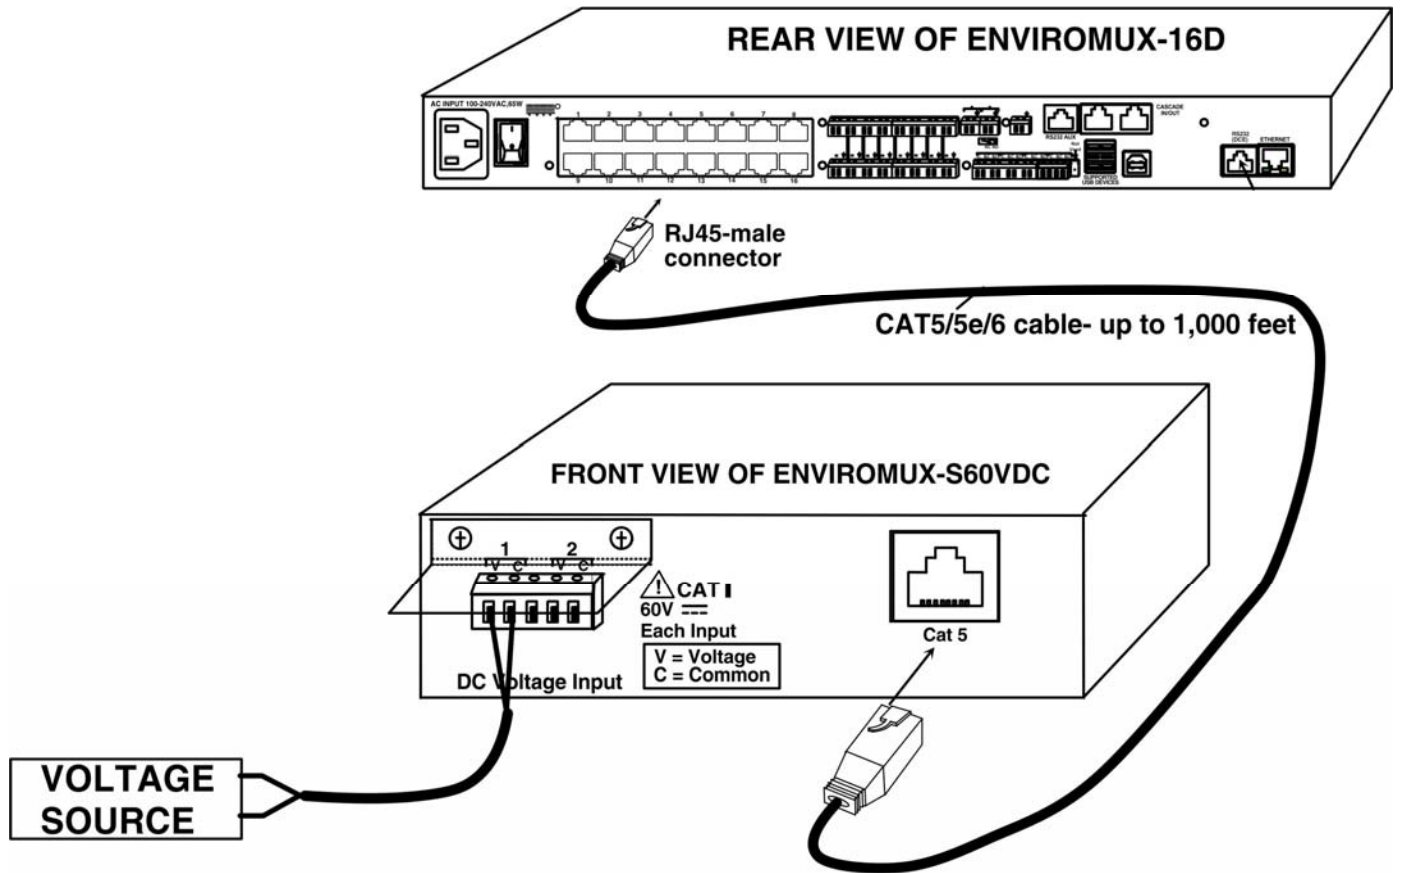 REAR VIEW OF ENVIROMUX-16D
AC INPUT 100-240VAC,65W
1 2 3 4 5 6 7 8
9 10 11 12 13 14 15 16
RS232 AUX
CASCADE
IN/OUT
SUPPORTED
USB DEVICES
RS232
(DCE)
ETHERNET
RJ45-male
connector
CAT5/5e/6 cable- up to 1,000 feet
FRONT VIEW OF ENVIROMUX-S60VDC
1 2
V C V C
CAT I
60V
Each Input
V = Voltage
C = Common
DC Voltage Input
Cat 5
VOLTAGE
SOURCE